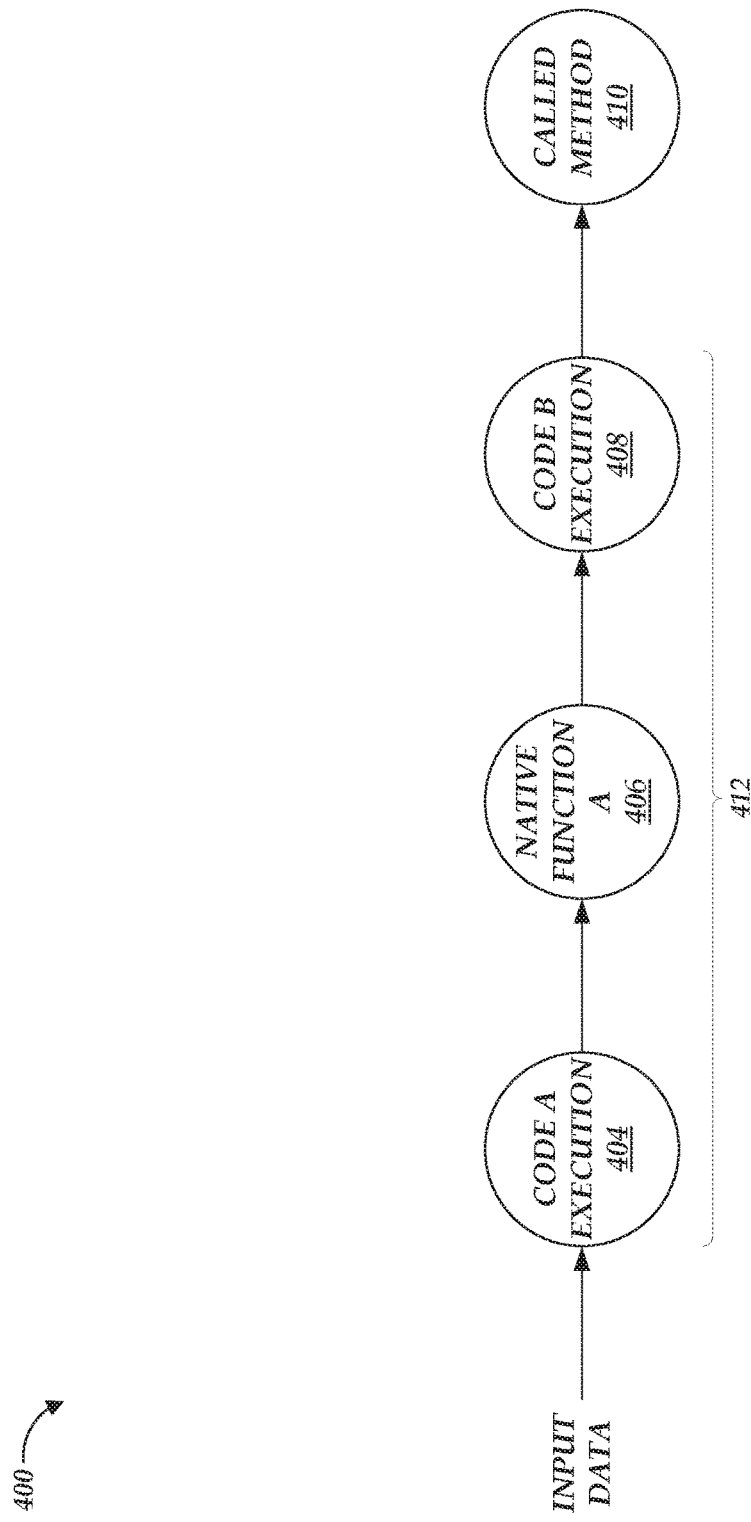 400
INPUT
DATA
CODE A
EXECUTION
404
NATIVE
FUNCTION
A
406
CODE B
EXECUTION
408
CALLED
METHOD
410
412